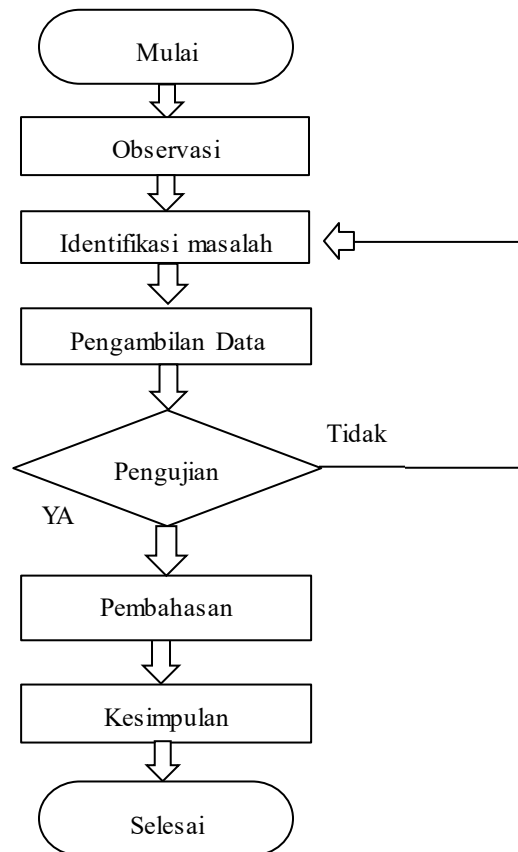 Mulai
Observasi
Identifikasi masalah
Pengambilan Data
Tidak
Pengujian
YA
Pembahasan
Kesimpulan
Selesai